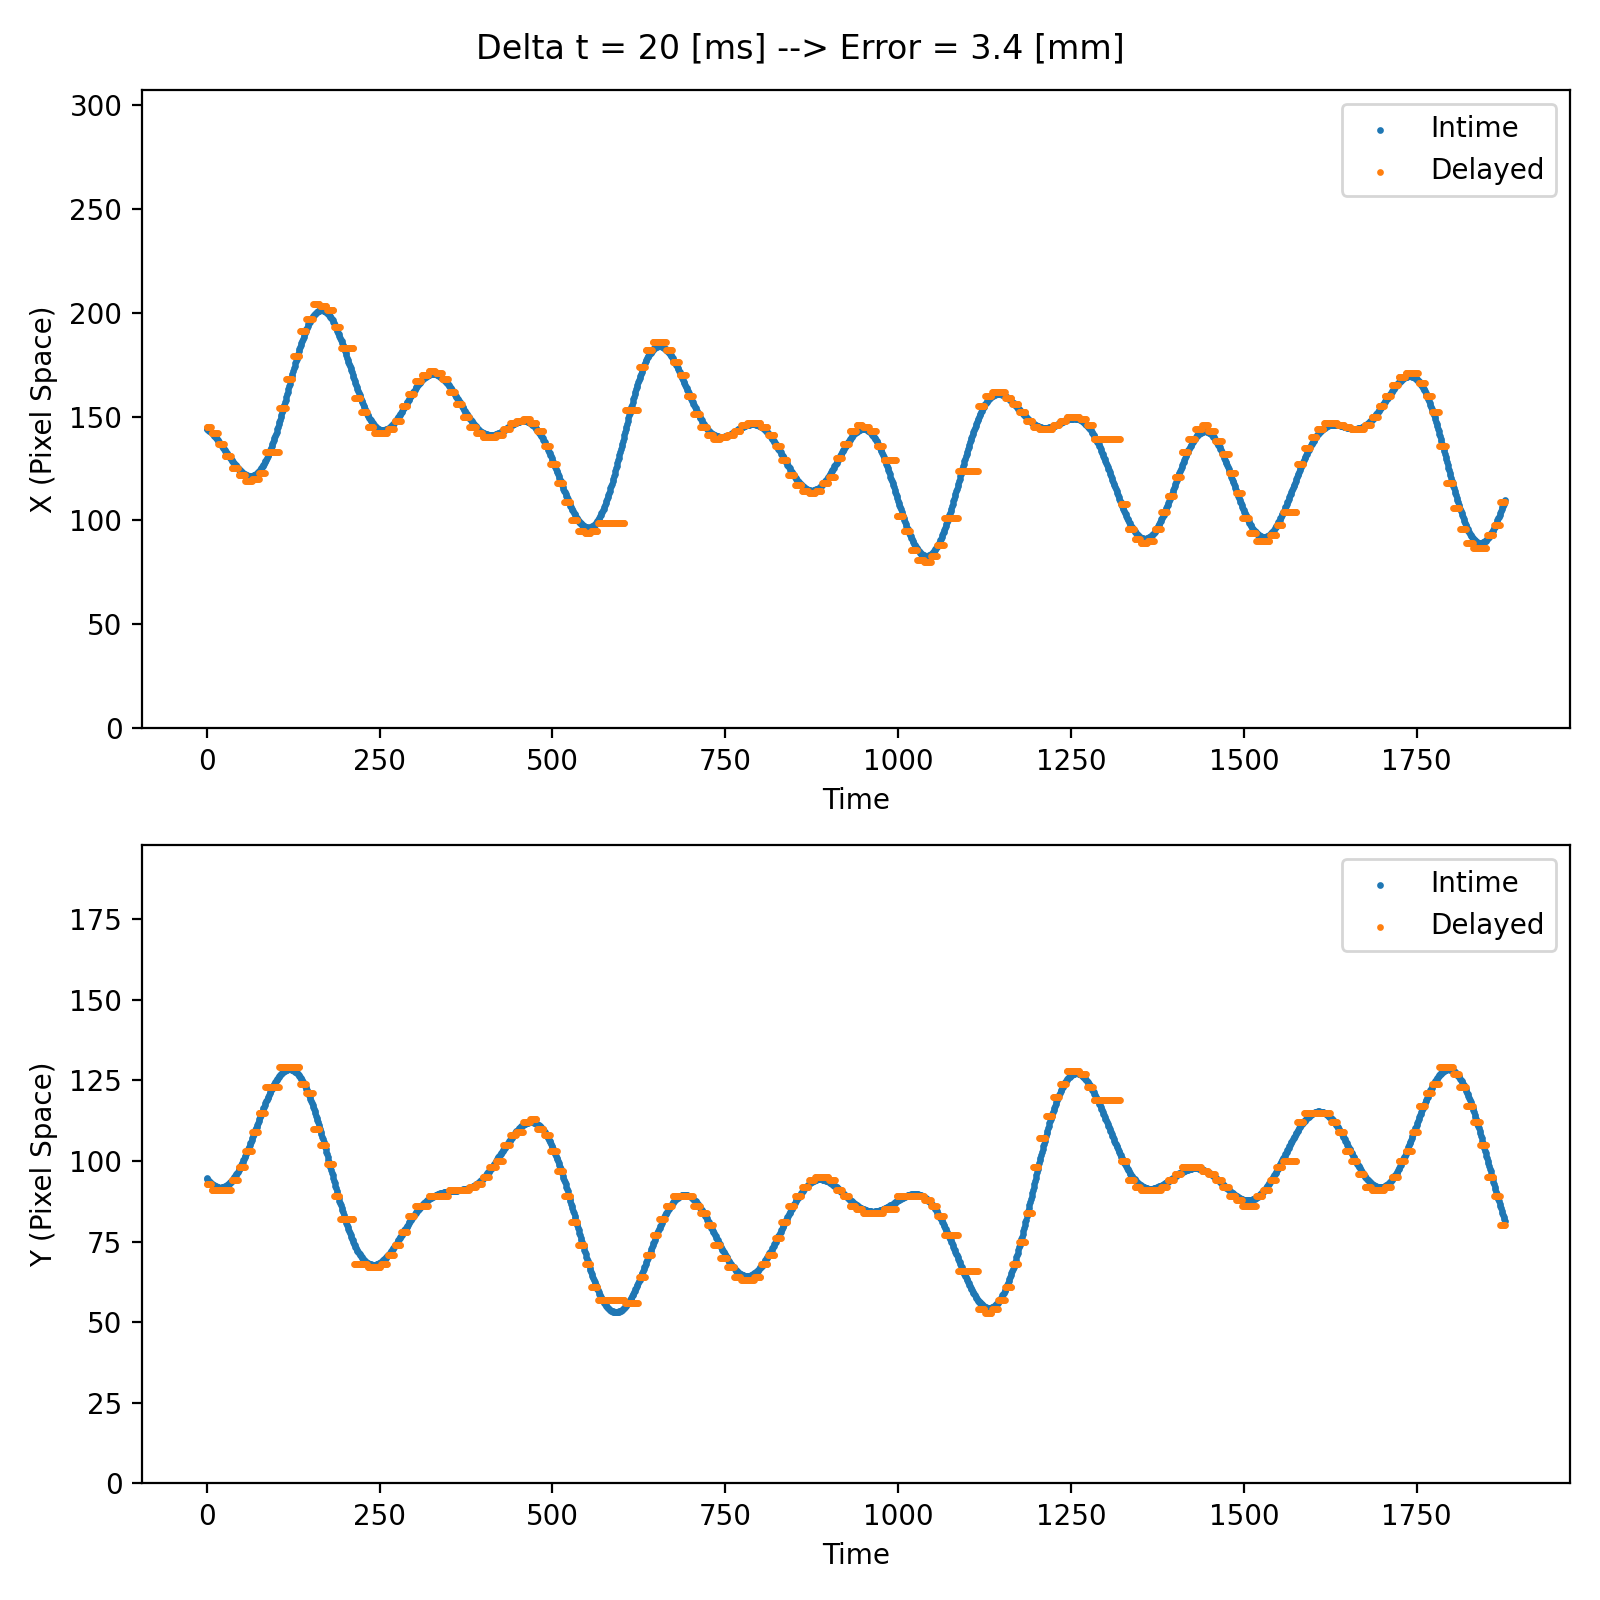 Delta t = 20 [ms] --> Error = 3.4 [mm]
300
250
200
150
100
50
0
X (Pixel Space)
Intime
Delayed
0 250 500 750 1000 1250 1500 1750
Time
175
150
125
100
75
50
25
0
Y (Pixel Space)
Intime
Delayed
0 250 500 750 1000 1250 1500 1750
Time